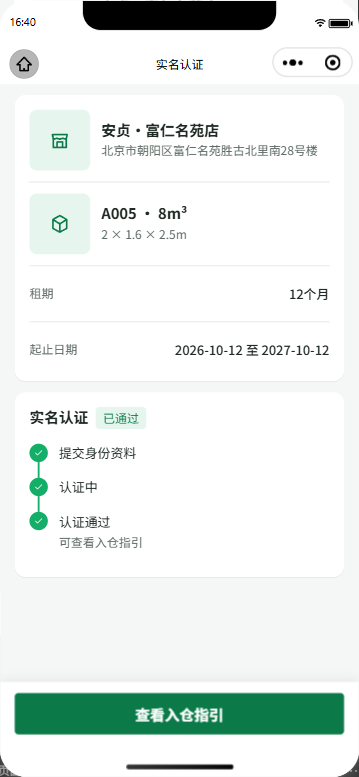 16:40
实名认证
安贞·富仁名苑店
北京市朝阳区富仁名苑胜古北里南28号楼
A005 · 8m³
2 × 1.6 × 2.5m
租期
12个月
起止日期
2026-10-12 至 2027-10-12
实名认证 已通过
提交身份资料
认证中
认证通过
可查看入仓指引
查看入仓指引